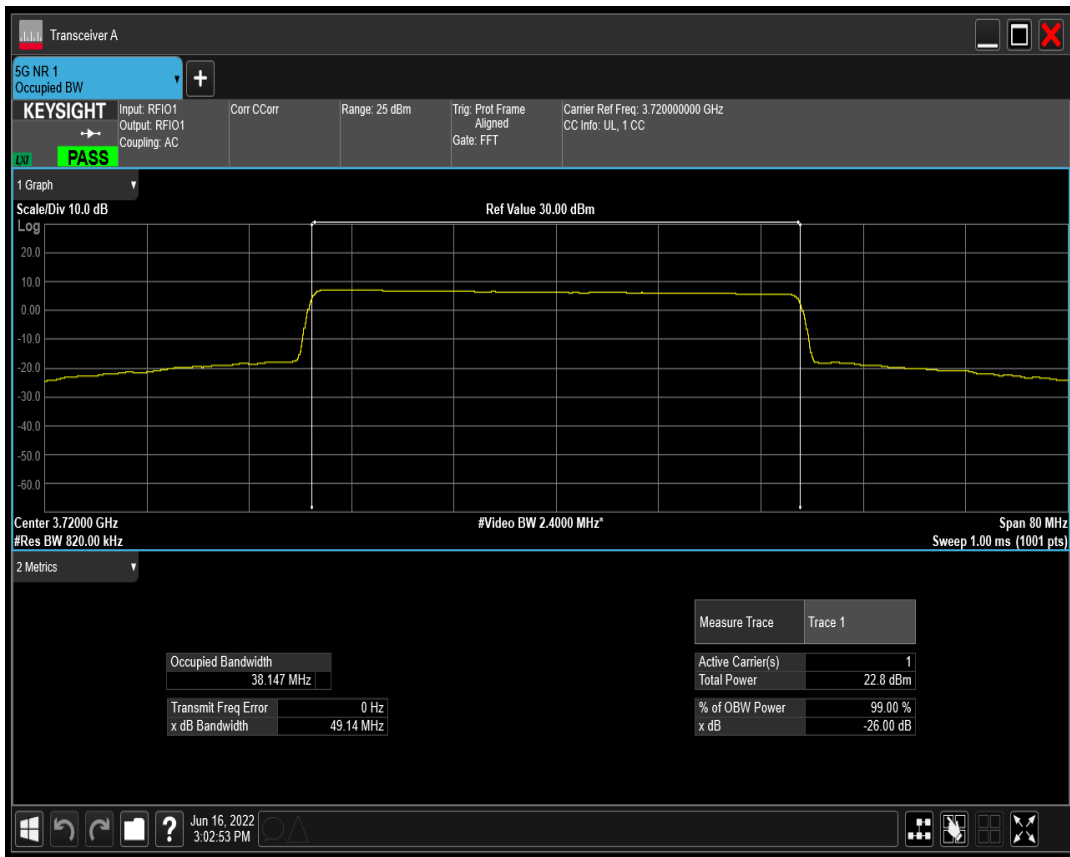 Transceiver A
5G NR 1
Occupied BW
+
KEYSIGHT
LXI
PASS
Input: RFIO1
Output: RFIO1
Coupling: AC
Corr CCorr
Range: 25 dBm
Trig: Prot Frame
Aligned
Gate: FFT
Carrier Ref Freq: 3.720000000 GHz
CC Info: UL, 1 CC
1 Graph
Scale/Div 10.0 dB
Ref Value 30.00 dBm
Log
20.0
10.0
0.00
-10.0
-20.0
-30.0
-40.0
-50.0
-60.0
Center 3.72000 GHz
#Video BW 2.4000 MHz*
Span 80 MHz
#Res BW 820.00 kHz
Sweep 1.00 ms (1001 pts)
2 Metrics
Measure Trace Trace 1
Occupied Bandwidth
38.147 MHz
Active Carrier(s) 1
Total Power 22.8 dBm
Transmit Freq Error 0 Hz
x dB Bandwidth 49.14 MHz
% of OBW Power 99.00 %
x dB -26.00 dB
?
Jun 16, 2022
3:02:53 PM